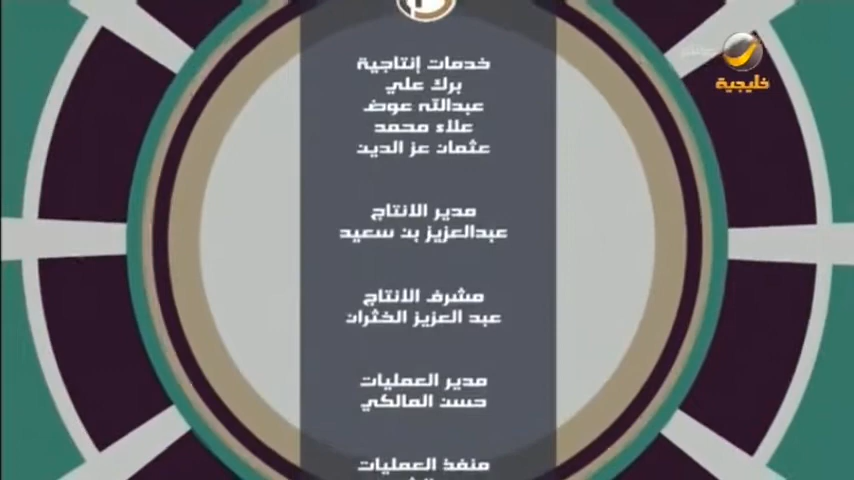 خليجية
خدمات إنتاجية
برك علي
عبدالله عوض
علاء محمد
عثمان عز الدين
مدير الانتاج
عبدالعزيز بن سعيد
مشرف الانتاج
عبد العزيز الخثران
مدير العمليات
حسن المالكي
منفذ العمليات